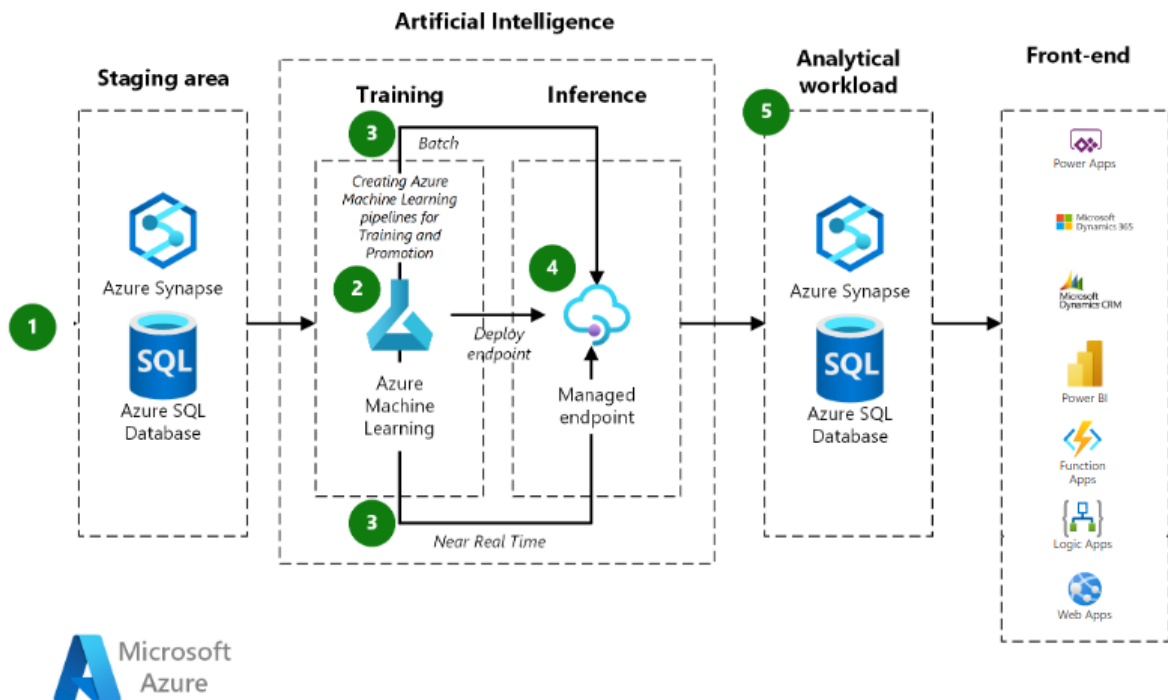 Artificial Intelligence
Staging area
Training
Inference
Analytical
workload
Front-end
3
Batch
5
Creating Azure
Machine Learning
pipelines for
Training and
Promotion
Power Apps
Microsoft
Dynamics 365
Azure Synapse
2
4
Azure Synapse
Microsoft
Dynamics CRM
1
SQL
Deploy
endpoint
SQL
Azure SQL
Database
Azure
Machine
Learning
Managed
endpoint
Azure SQL
Database
Power BI
Function
Apps
3
Near Real Time
Logic Apps
Web Apps
Microsoft
Azure